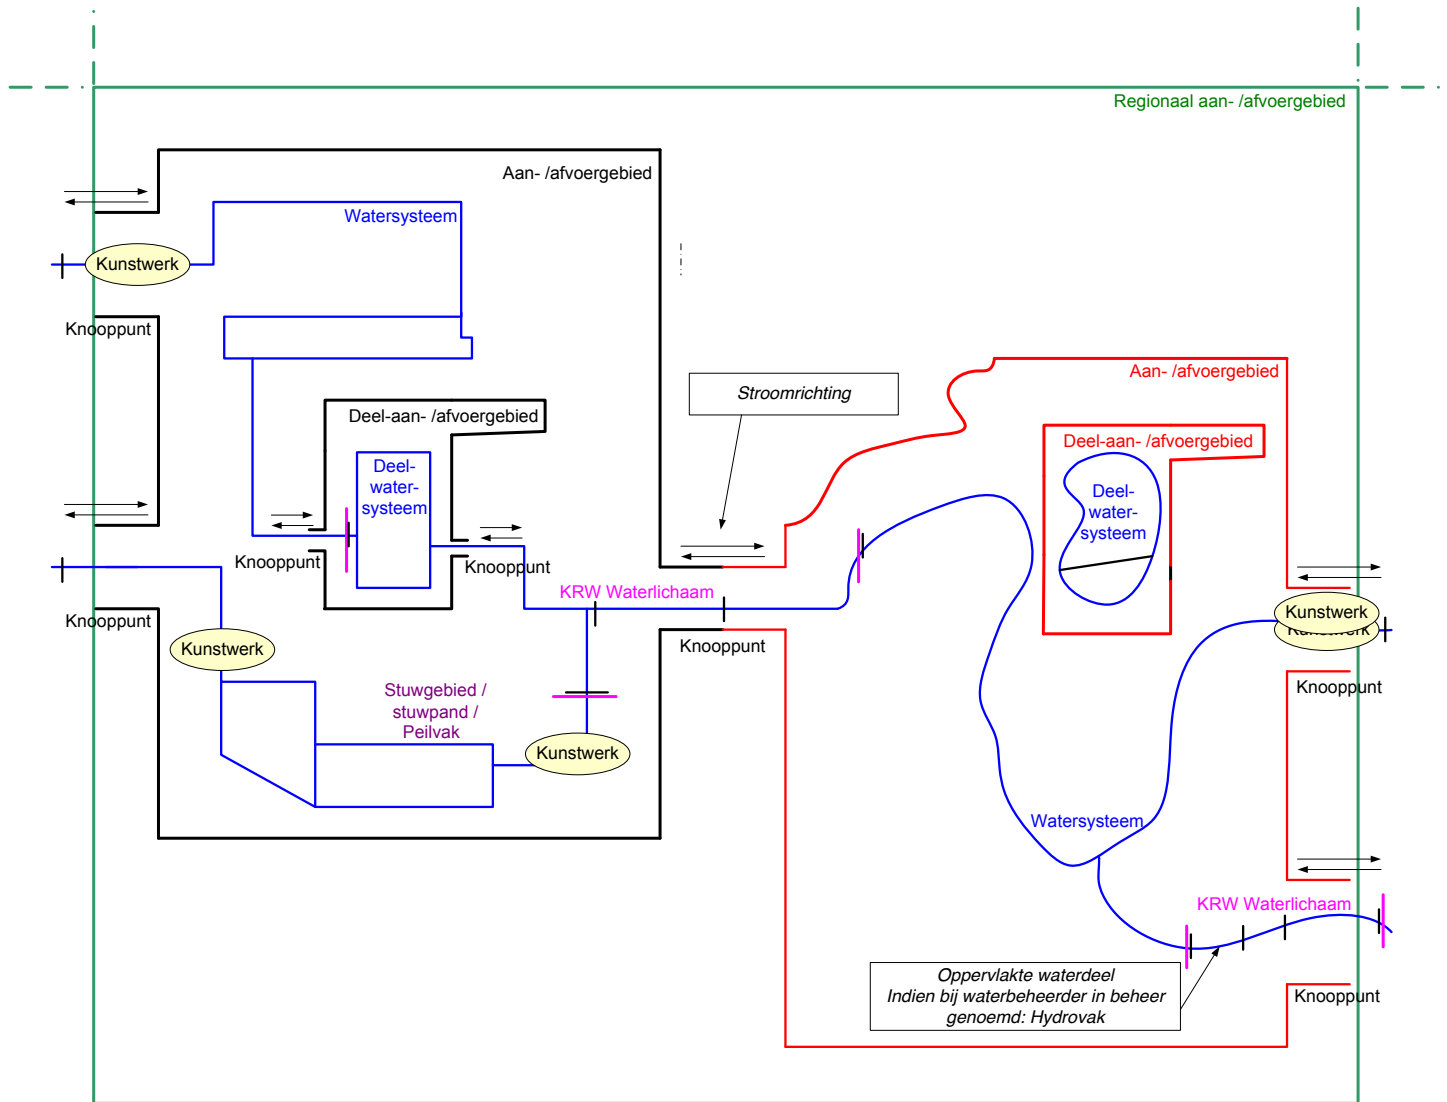 Regionaal aan- /afvoergebied
Aan- /afvoergebied
Watersysteem
Kunstwerk
Knooppunt
Deel-aan- /afvoergebied
Deel-
water-
systeem
Knooppunt
Knooppunt
Knooppunt
Kunstwerk
Stuwgebied /
stuwpand /
Peilvak
Kunstwerk
KRW Waterlichaam
Knooppunt
Stroomrichting
Aan- /afvoergebied
Deel-aan- /afvoergebied
Deel-
water-
systeem
Kunstwerk
Kunstwerk
Knooppunt
Watersysteem
KRW Waterlichaam
Oppervlakte waterdeel
Indien bij waterbeheerder in beheer
genoemd: Hydrovak
Knooppunt